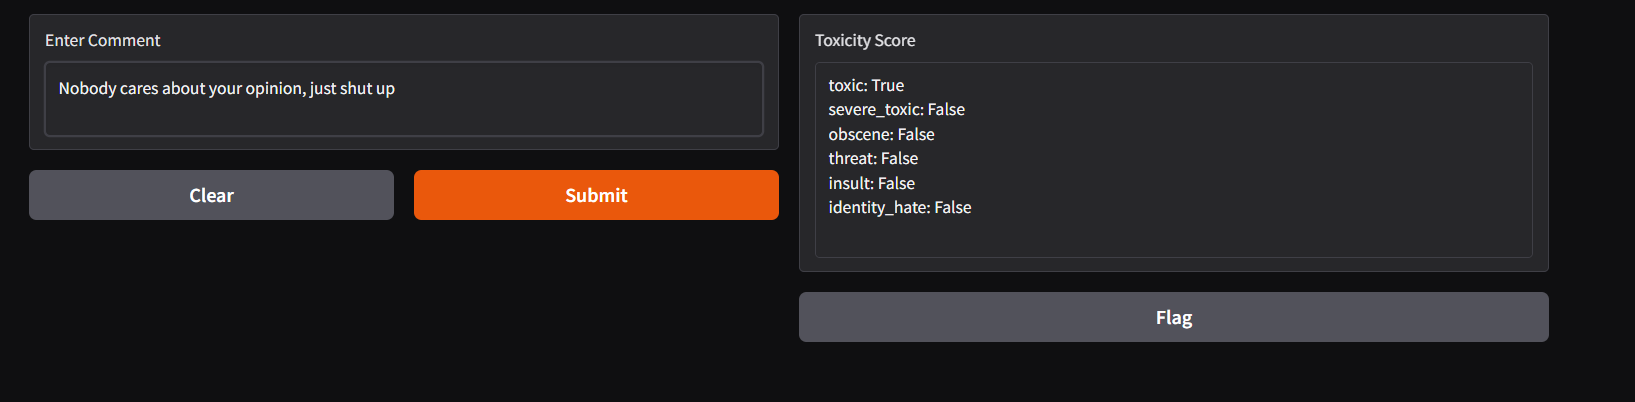 Enter Comment
Nobody cares about your opinion, just shut up
Clear
Submit
Toxicity Score
toxic: True
severe_toxic: False
obscene: False
threat: False
insult: False
identity_hate: False
Flag